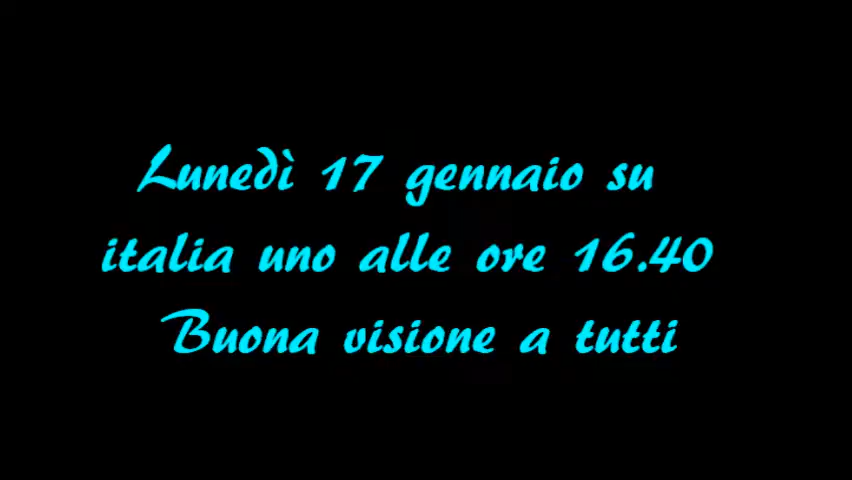 Lunedì 17 gennaio su
italia uno alle ore 16.40
Buona visione a tutti